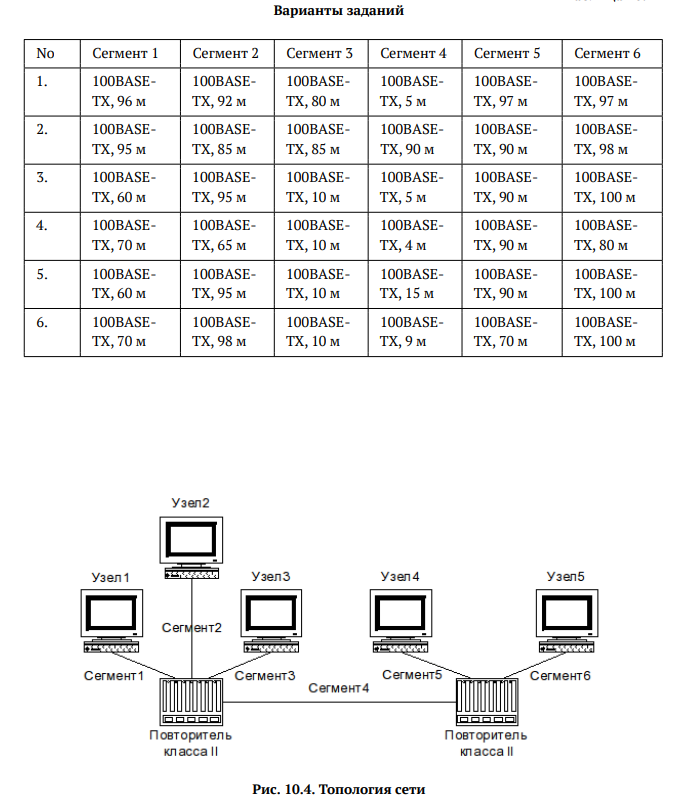 Варианты заданий
No Сегмент 1 Сегмент 2 Сегмент 3 Сегмент 4 Сегмент 5 Сегмент 6
1. 100BASE- 100BASE- 100BASE- 100BASE- 100BASE- 100BASE-
TX, 96 м TX, 92 м TX, 80 м TX, 5 м TX, 97 м TX, 97 м
2. 100BASE- 100BASE- 100BASE- 100BASE- 100BASE- 100BASE-
TX, 95 м TX, 85 м TX, 85 м TX, 90 м TX, 90 м TX, 98 м
3. 100BASE- 100BASE- 100BASE- 100BASE- 100BASE- 100BASE-
TX, 60 м TX, 95 м TX, 10 м TX, 5 м TX, 90 м TX, 100 м
4. 100BASE- 100BASE- 100BASE- 100BASE- 100BASE- 100BASE-
TX, 70 м TX, 65 м TX, 10 м TX, 4 м TX, 90 м TX, 80 м
5. 100BASE- 100BASE- 100BASE- 100BASE- 100BASE- 100BASE-
TX, 60 м TX, 95 м TX, 10 м TX, 15 м TX, 90 м TX, 100 м
6. 100BASE- 100BASE- 100BASE- 100BASE- 100BASE- 100BASE-
TX, 70 м TX, 98 м TX, 10 м TX, 9 м TX, 70 м TX, 100 м
Узел2
Узел1 Узел3 Узел4 Узел5
Сегмент2
Сегмент1 Сегмент3 Сегмент5 Сегмент6
Сегмент4
Повторитель Повторитель
класса II класса II
Рис. 10.4. Топология сети